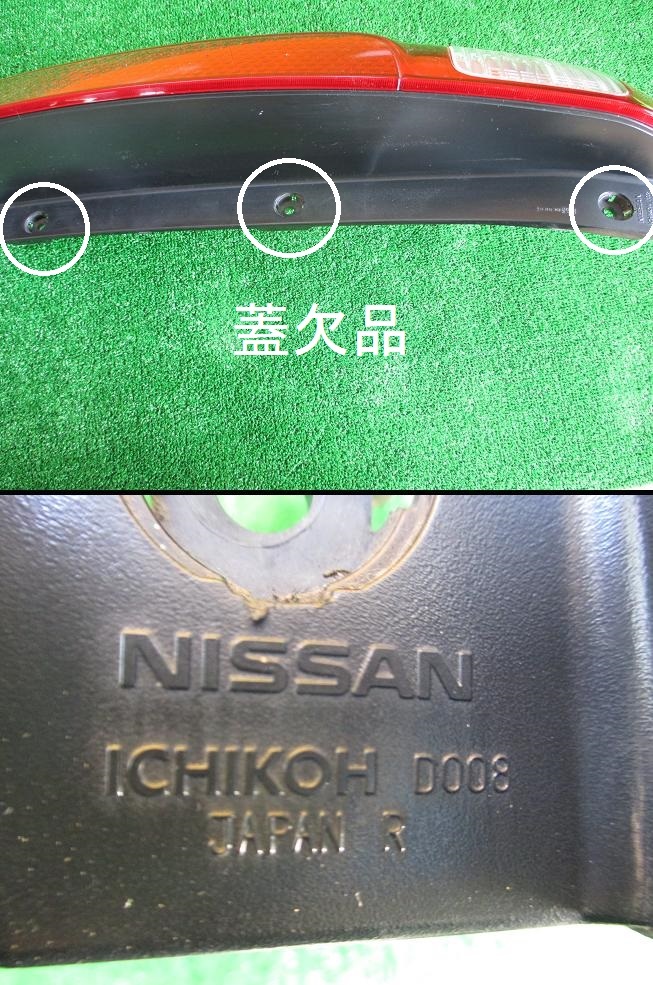 蓋欠品
NISSAN
ICHIKOH D008
JAPAN R